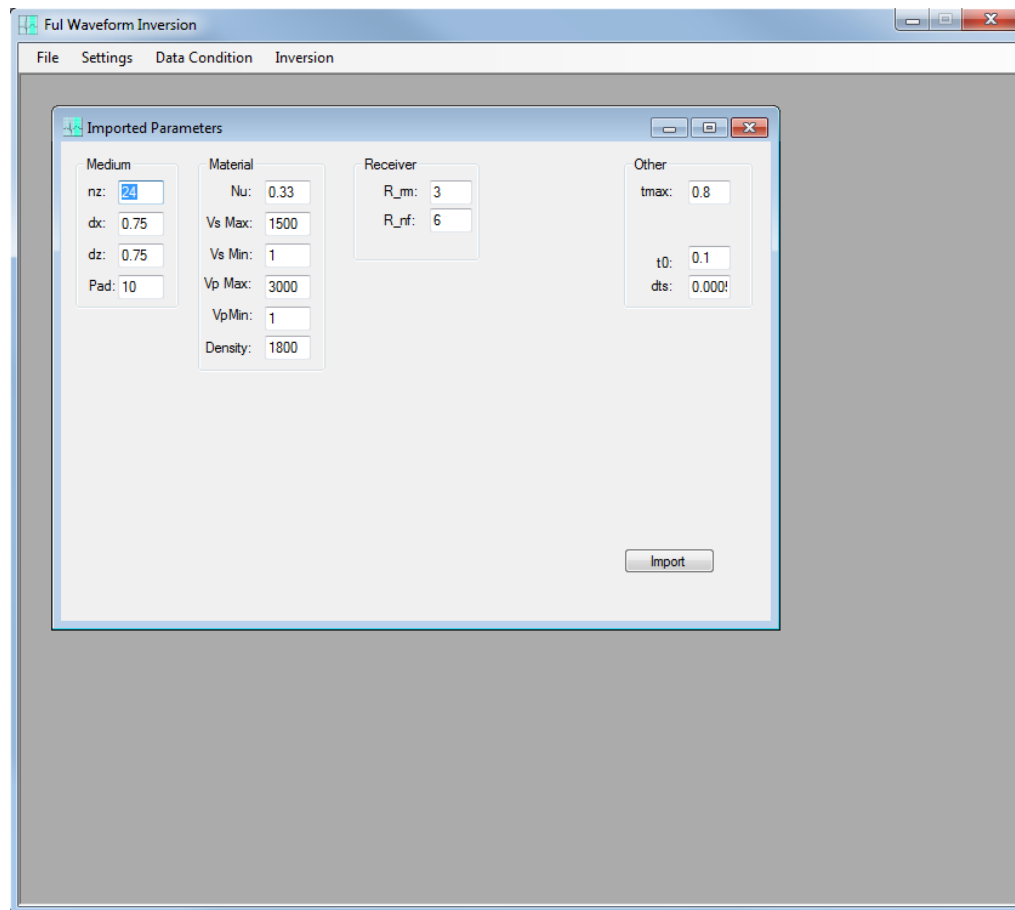 Ful Waveform Inversion
File Settings Data Condition Inversion
Imported Parameters
Medium
nz: 24
dx: 0.75
dz: 0.75
Pad: 10
Material
Nu: 0.33
Vs Max: 1500
Vs Min: 1
Vp Max: 3000
VpMin: 1
Density: 1800
Receiver
R_rm: 3
R_nf: 6
Other
tmax: 0.8
t0: 0.1
dts: 0.000
Import